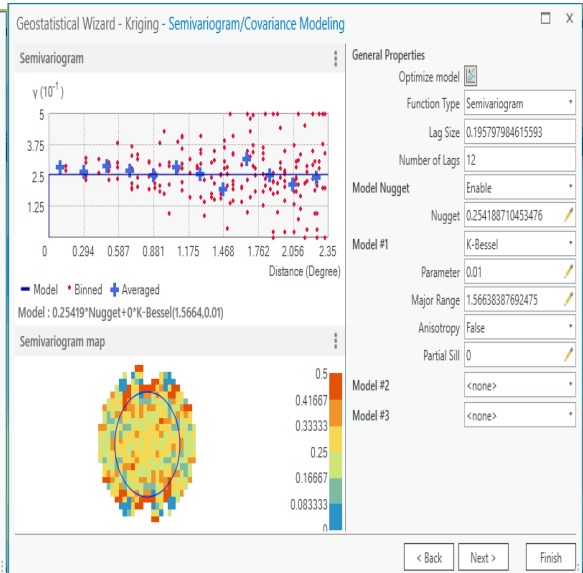 Geostatistical Wizard - Kriging - Semivariogram/Covariance Modeling
Semivariogram
γ (10⁻¹)
5
3.75
2.5
1.25
0 0.294 0.587 0.881 1.175 1.468 1.762 2.056 2.35
Distance (Degree)
Model Binned Averaged
Model : 0.25419*Nugget+0*K-Bessel(1.5664,0.01)
Semivariogram map
0.5
0.41667
0.33333
0.25
0.16667
0.083333
0
General Properties
Optimize model
Function Type Semivariogram
Lag Size 0.195797984615593
Number of Lags 12
Model Nugget Enable
Nugget 0.254188710453476
Model #1 K-Bessel
Parameter 0.01
Major Range 1.56638387692475
Anisotropy False
Partial Sill 0
Model #2 <none>
Model #3 <none>
< Back Next > Finish